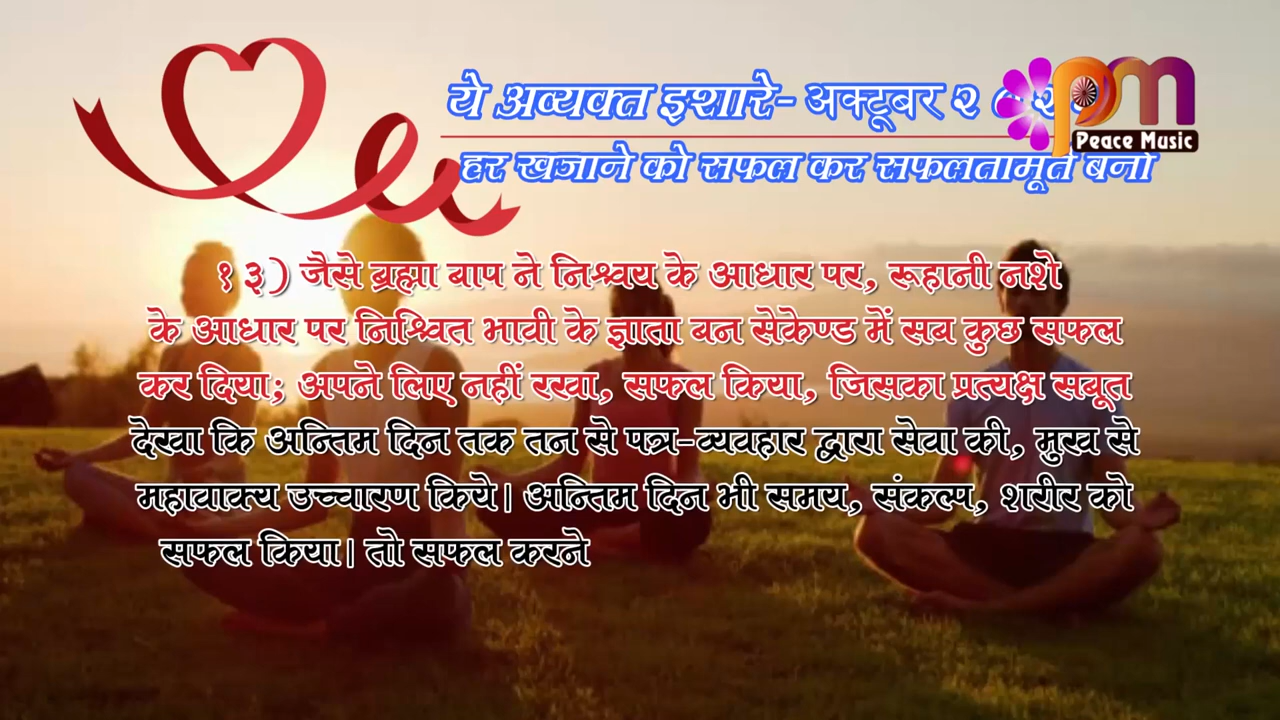 ये अव्यक्त इशारे- अक्टूबर २
pm
Peace Music
हर खजाने को सफल कर सफलतामूर्त बनो
१३) जैसे ब्रह्मा बाप ने निश्चय के आधार पर, रूहानी नशे
के आधार पर निश्चित भावी के ज्ञाता बन सेकेण्ड में सब कुछ सफल
कर दिया; अपने लिए नहीं रखा, सफल किया, जिसका प्रत्यक्ष सबूत
देखा कि अन्तिम दिन तक तन से पत्र-व्यवहार द्वारा सेवा की, मुख से
महावाक्य उच्चारण किये। अन्तिम दिन भी समय, संकल्प, शरीर को
सफल किया। तो सफल करने